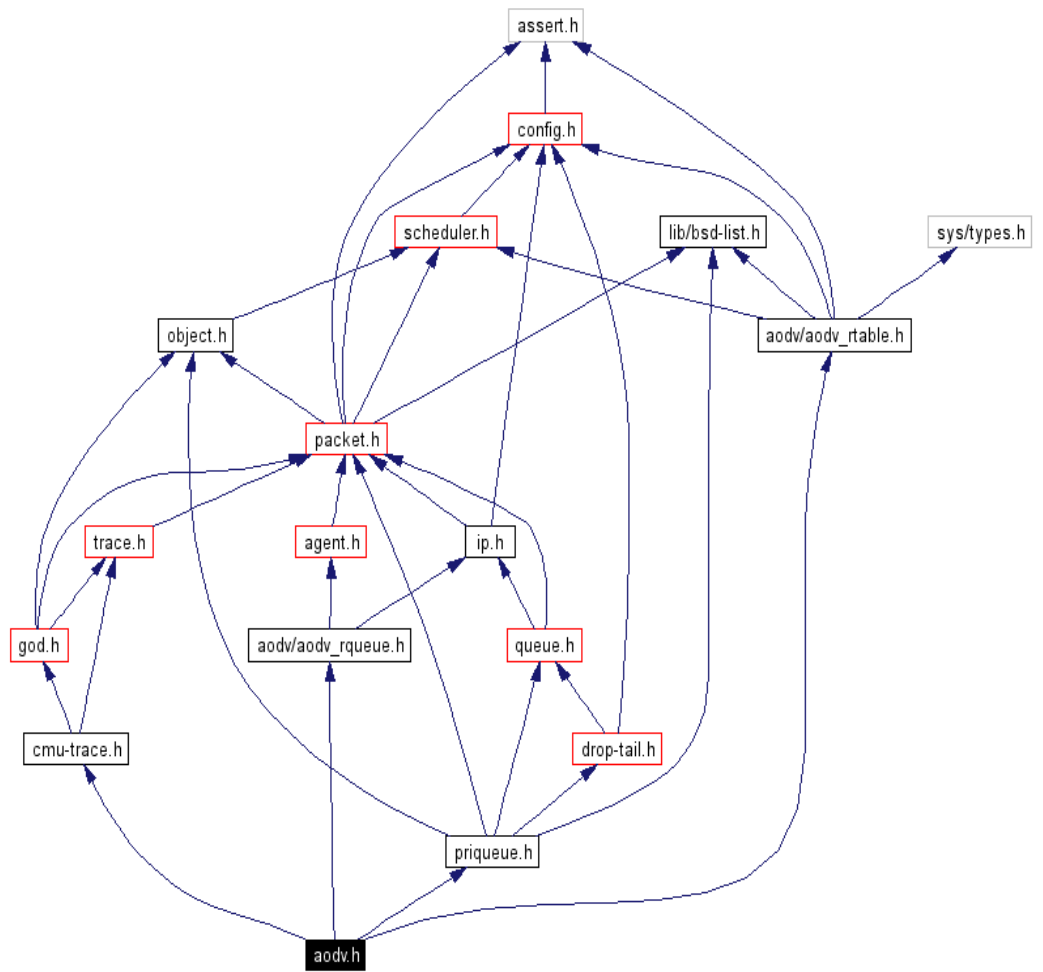 assert.h
config.h
scheduler.h
lib/bsd-list.h
sys/types.h
object.h
aodv/aodv_rtable.h
packet.h
trace.h
agent.h
ip.h
god.h
aodv/aodv_rqueue.h
queue.h
cmu-trace.h
drop-tail.h
priqueue.h
aodv.h